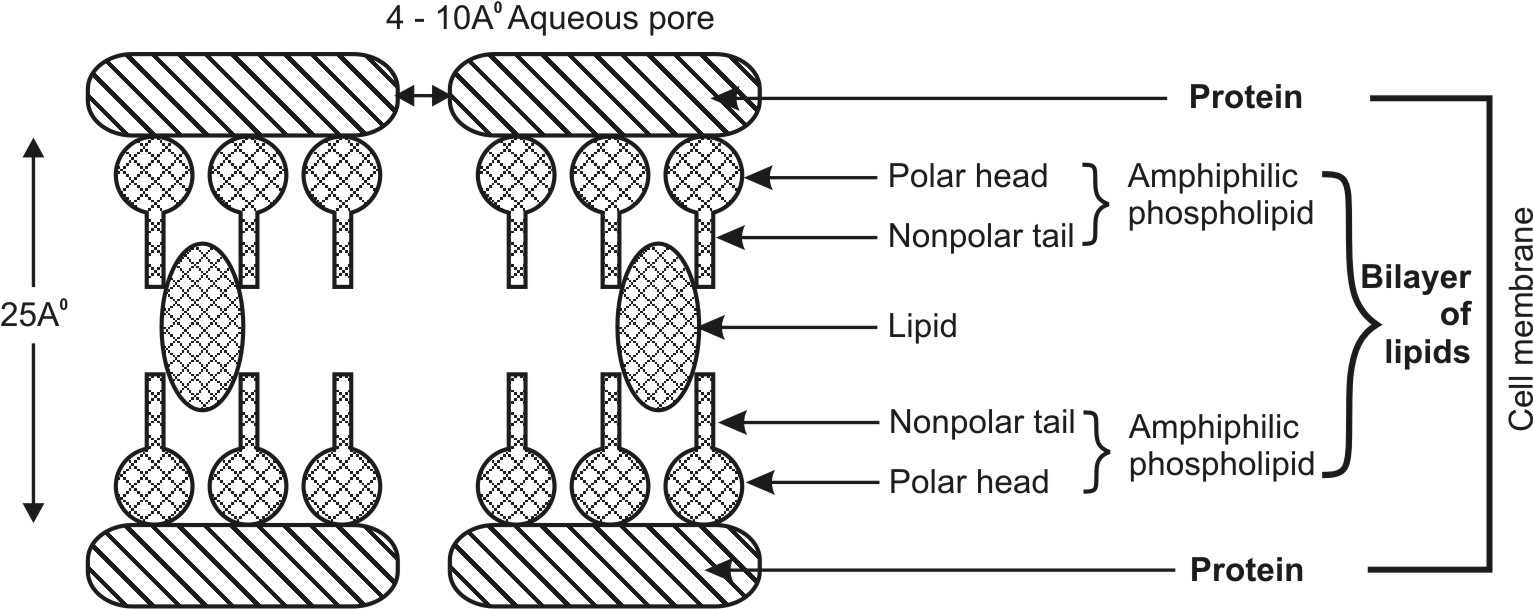 4 - 10A⁰ Aqueous pore
Protein
Polar head
Nonpolar tail
Amphiphilic
phospholipid
25A⁰
Lipid
Bilayer
of
lipids
Cell membrane
Nonpolar tail
Polar head
Amphiphilic
phospholipid
Protein